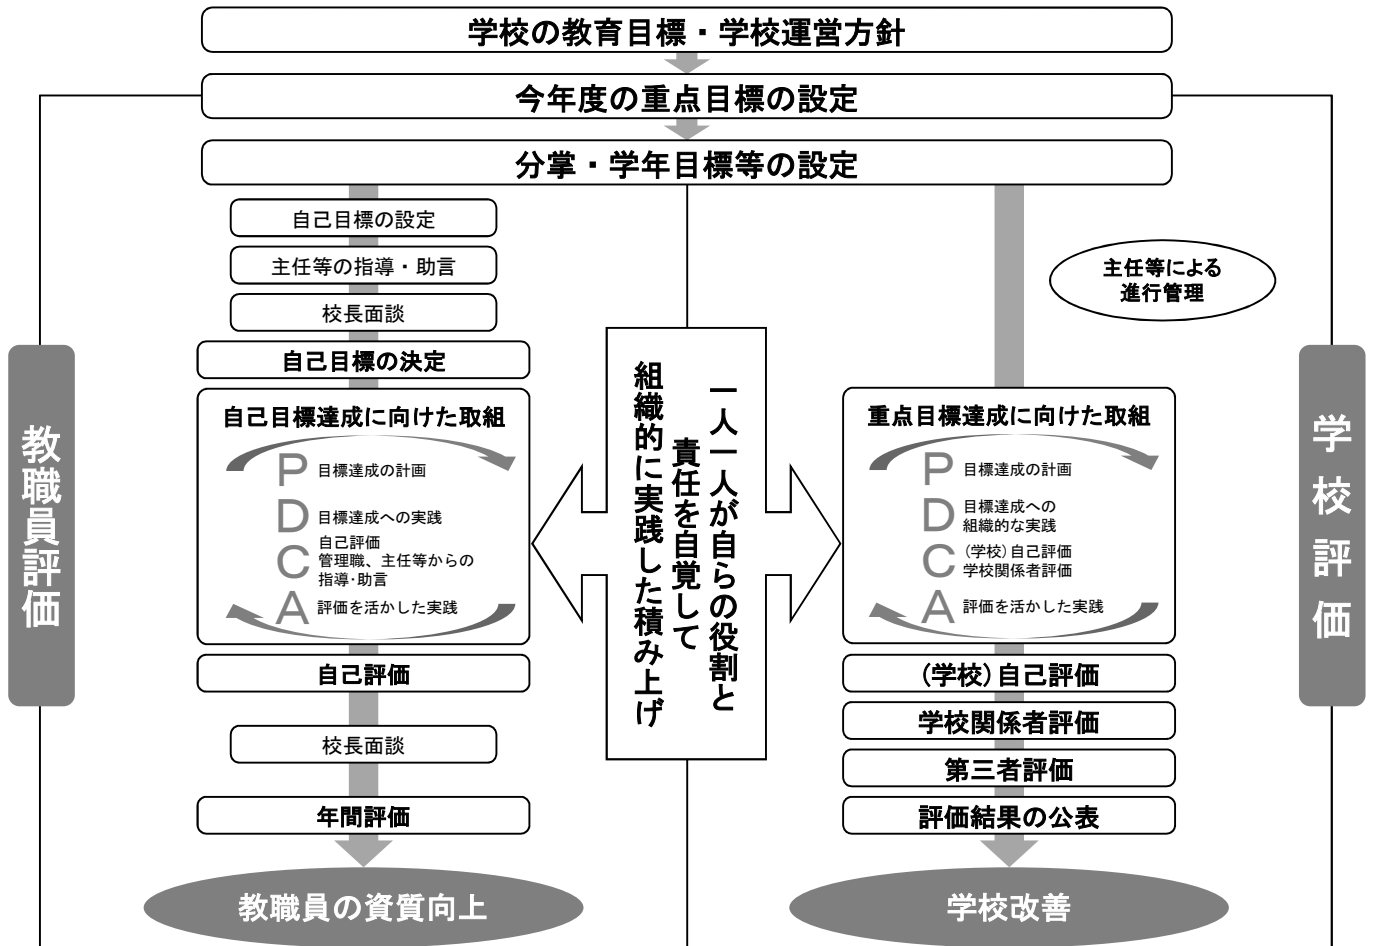 学校の教育目標・学校運営方針
今年度の重点目標の設定
分掌・学年目標等の設定
教職員評価
自己目標の設定
主任等の指導・助言
校長面談
自己目標の決定
自己目標達成に向けた取組
P 目標達成の計画
D 目標達成への実践
C 自己評価
管理職、主任等からの
指導・助言
A 評価を活かした実践
自己評価
校長面談
年間評価
教職員の資質向上
一人一人が自らの役割と
責任を自覚して
組織的に実践した積み上げ
主任等による
進行管理
重点目標達成に向けた取組
P 目標達成の計画
D 目標達成への
組織的な実践
C (学校)自己評価
学校関係者評価
A 評価を活かした実践
(学校)自己評価
学校関係者評価
第三者評価
評価結果の公表
学校改善
学校評価